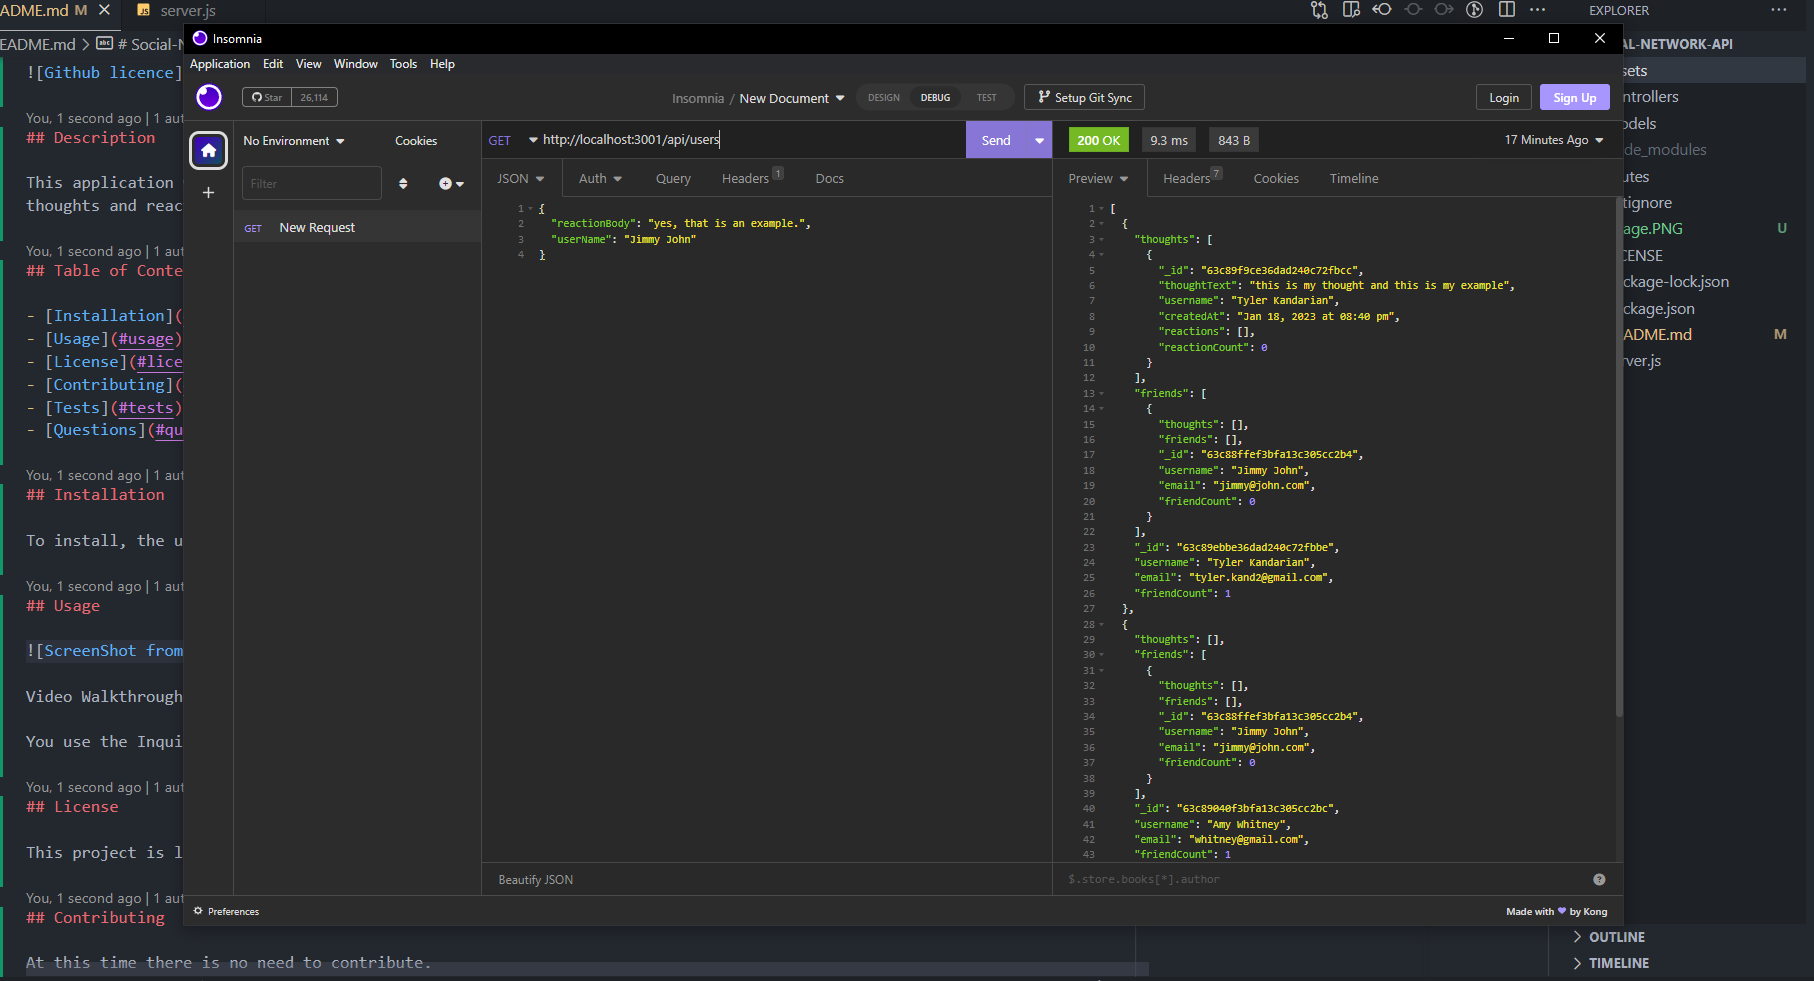 ADME.md M
server.js
EADME.md > # Social-N
![Github licence]
You, 1 second ago | 1 aut
## Description
This application
thoughts and reac
You, 1 second ago | 1 aut
## Table of Conte
- [Installation](
- [Usage](#usage)
- [License](#lice
- [Contributing](
- [Tests](#tests)
- [Questions](#qu
You, 1 second ago | 1 aut
## Installation
To install, the u
You, 1 second ago | 1 aut
## Usage
![ScreenShot from
Video Walkthrough
You use the Inqui
You, 1 second ago | 1 aut
## License
This project is l
You, 1 second ago | 1 aut
## Contributing
At this time there is no need to contribute.
Insomnia
Application Edit View Window Tools Help
Star 26,114
Insomnia / New Document
DESIGN DEBUG TEST
Setup Git Sync
Login
Sign Up
No Environment
Cookies
Filter
GET New Request
GET http://localhost:3001/api/users
Send
JSON Auth Query Headers 1 Docs
1 {
2 "reactionBody": "yes, that is an example.",
3 "userName": "Jimmy John"
4 }
Beautify JSON
200 OK 9.3 ms 843 B
17 Minutes Ago
Preview Headers 7 Cookies Timeline
1 [
2 {
3 "thoughts": [
4 {
5 "_id": "63c89f9ce36dad240c72fbcc",
6 "thoughtText": "this is my thought and this is my example",
7 "username": "Tyler Kandarian",
8 "createdAt": "Jan 18, 2023 at 08:40 pm",
9 "reactions": [],
10 "reactionCount": 0
11 }
12 ],
13 "friends": [
14 {
15 "thoughts": [],
16 "friends": [],
17 "_id": "63c88ffef3bfa13c305cc2b4",
18 "username": "Jimmy John",
19 "email": "jimmy@john.com",
20 "friendCount": 0
21 }
22 ],
23 "_id": "63c89ebbe36dad240c72fbbe",
24 "username": "Tyler Kandarian",
25 "email": "tyler.kand2@gmail.com",
26 "friendCount": 1
27 },
28 {
29 "thoughts": [],
30 "friends": [
31 {
32 "thoughts": [],
33 "friends": [],
34 "_id": "63c88ffef3bfa13c305cc2b4",
35 "username": "Jimmy John",
36 "email": "jimmy@john.com",
37 "friendCount": 0
38 }
39 ],
40 "_id": "63c89040f3bfa13c305cc2bc",
41 "username": "Amy Whitney",
42 "email": "whitney@gmail.com",
43 "friendCount": 1
$.store.books[*].author
Preferences
Made with ♥ by Kong
EXPLORER
AL-NETWORK-API
sets
ntrollers
odels
de_modules
utes
tignore
age.PNG U
CENSE
ckage-lock.json
ckage.json
ADME.md M
rver.js
OUTLINE
TIMELINE